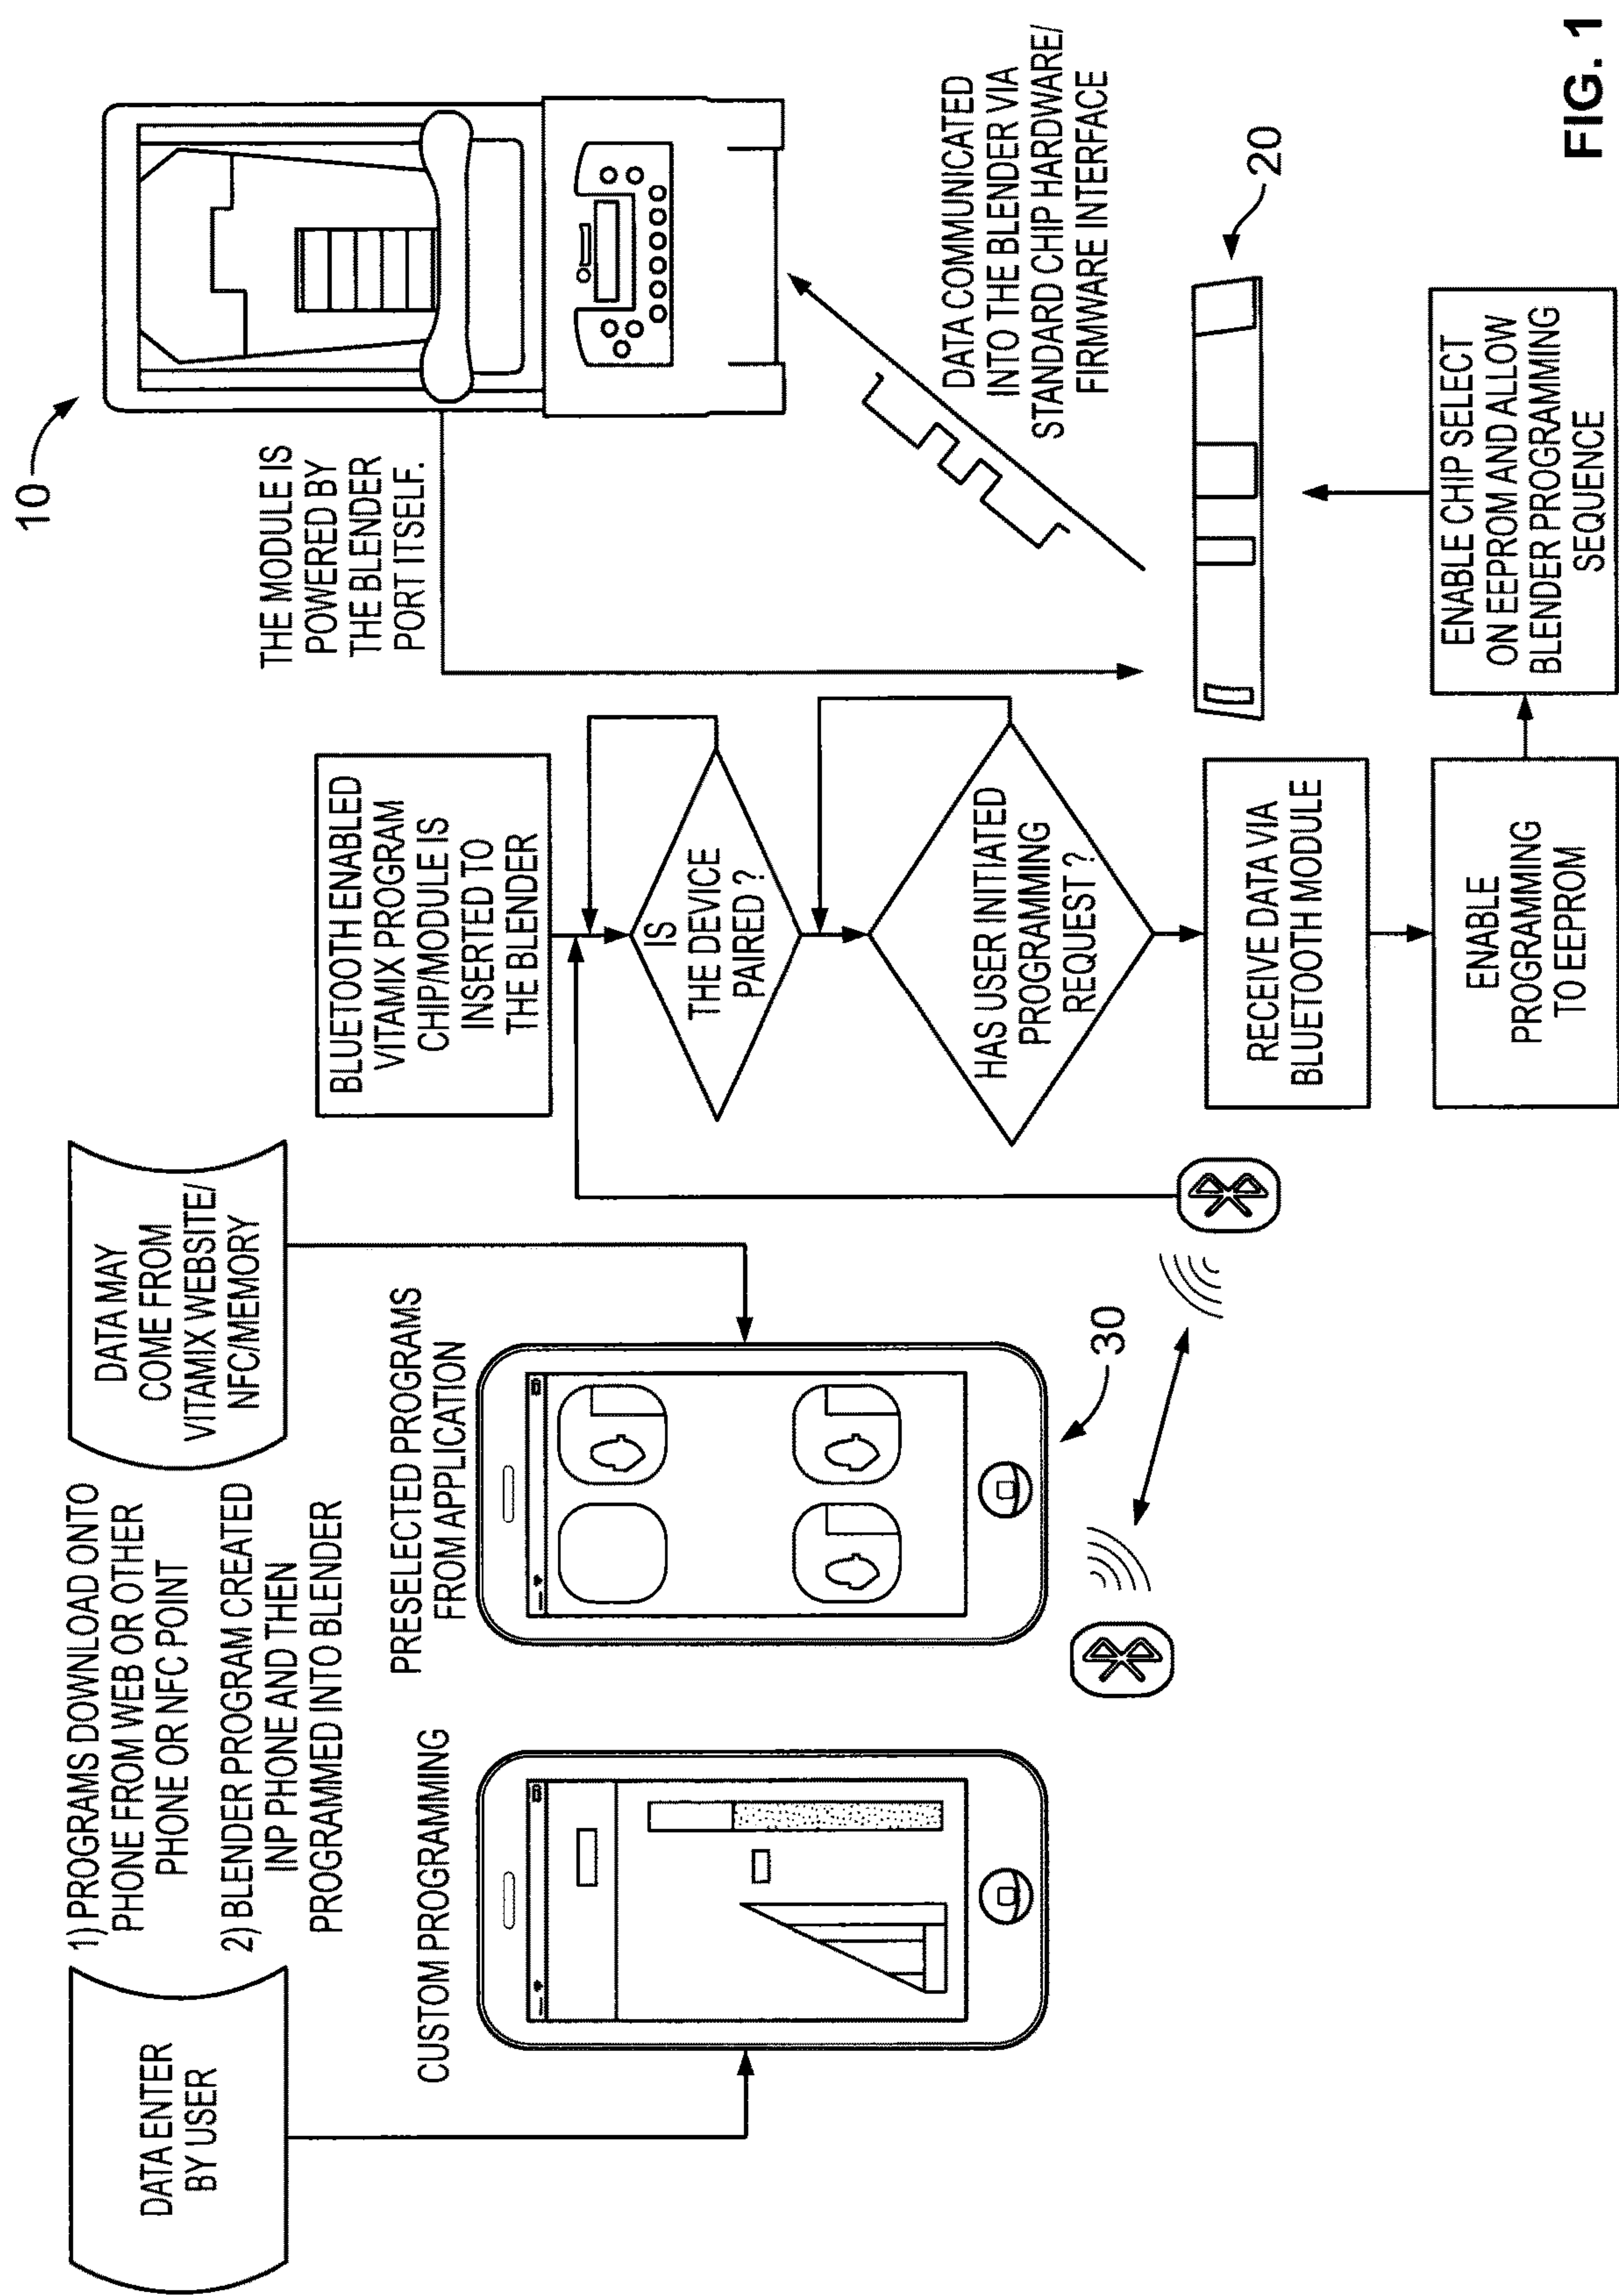 DATA ENTER
BY USER
1) PROGRAMS DOWNLOAD ONTO
PHONE FROM WEB OR OTHER
PHONE OR NFC POINT
2) BLENDER PROGRAM CREATED
INP PHONE AND THEN
PROGRAMMED INTO BLENDER
DATA MAY
COME FROM
VITAMIX WEBSITE/
NFC/MEMORY
CUSTOM PROGRAMMING
PRESELECTED PROGRAMS
FROM APPLICATION
30
BLUETOOTH ENABLED
VITAMIX PROGRAM
CHIP/MODULE IS
INSERTED TO
THE BLENDER
IS
THE DEVICE
PAIRED ?
HAS USER INITIATED
PROGRAMMING
REQUEST ?
RECEIVE DATA VIA
BLUETOOTH MODULE
ENABLE
PROGRAMMING
TO EEPROM
10
THE MODULE IS
POWERED BY
THE BLENDER
PORT ITSELF.
DATA COMMUNICATED
INTO THE BLENDER VIA
STANDARD CHIP HARDWARE/
FIRMWARE INTERFACE
20
ENABLE CHIP SELECT
ON EEPROM AND ALLOW
BLENDER PROGRAMMING
SEQUENCE
FIG. 1